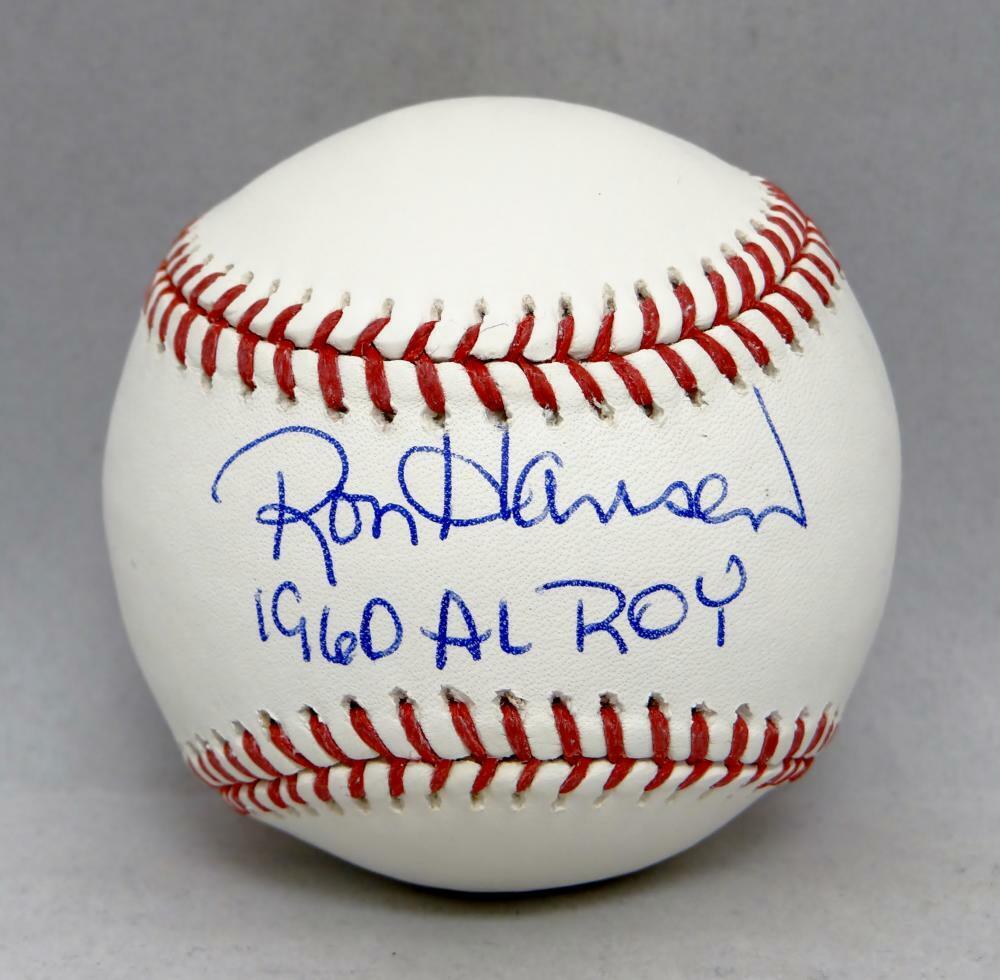 Ron Hansen
1960 AL ROY